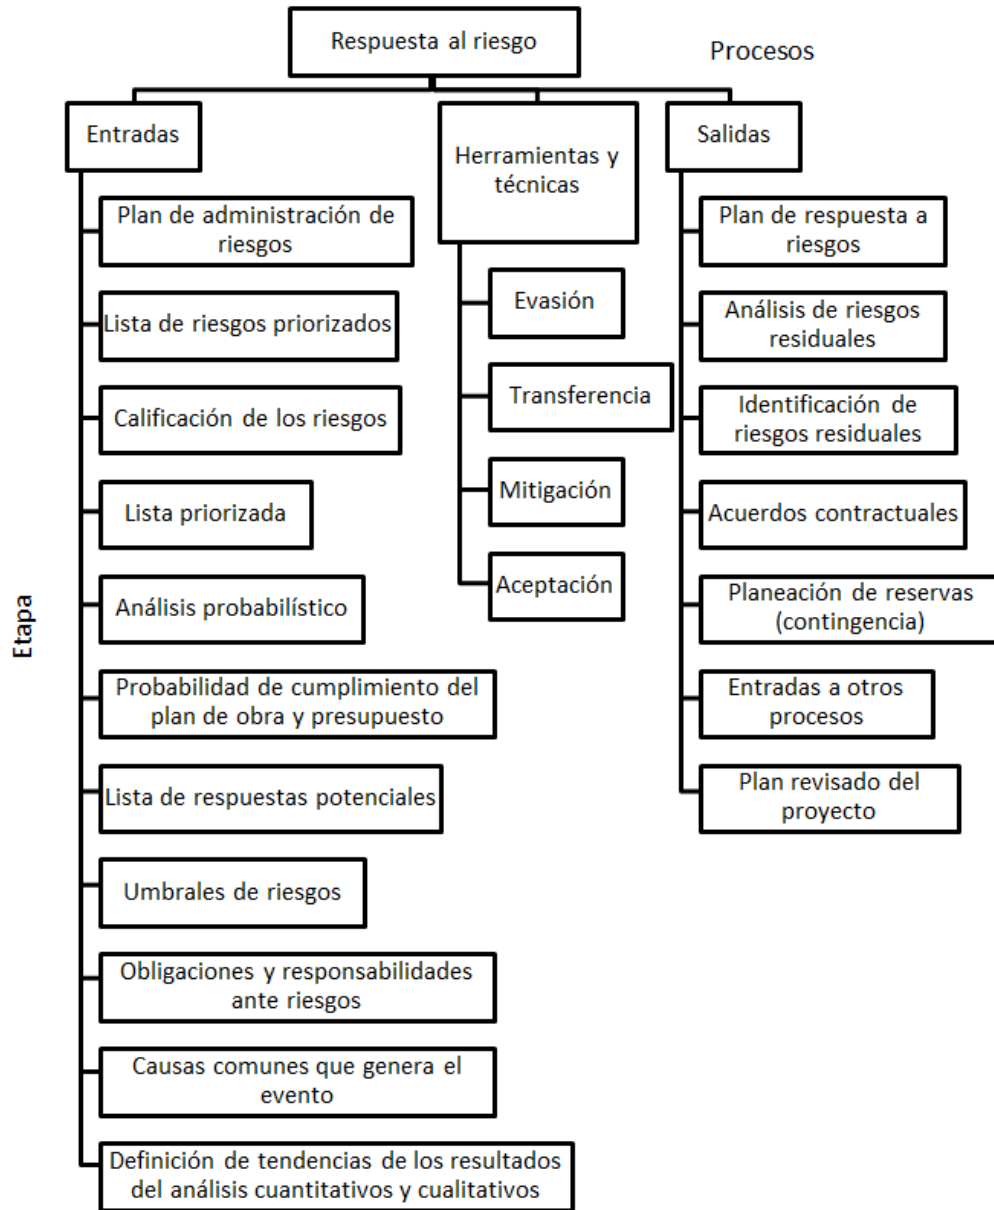 Respuesta al riesgo
Procesos
Entradas
Plan de administración de
riesgos
Lista de riesgos priorizados
Calificación de los riesgos
Lista priorizada
Análisis probabilístico
Probabilidad de cumplimiento del
plan de obra y presupuesto
Lista de respuestas potenciales
Umbrales de riesgos
Obligaciones y responsabilidades
ante riesgos
Causas comunes que genera el
evento
Definición de tendencias de los resultados
del análisis cuantitativos y cualitativos
Herramientas y
técnicas
Evasión
Transferencia
Mitigación
Aceptación
Salidas
Plan de respuesta a
riesgos
Análisis de riesgos
residuales
Identificación de
riesgos residuales
Acuerdos contractuales
Planeación de reservas
(contingencia)
Entradas a otros
procesos
Plan revisado del
proyecto
Etapa